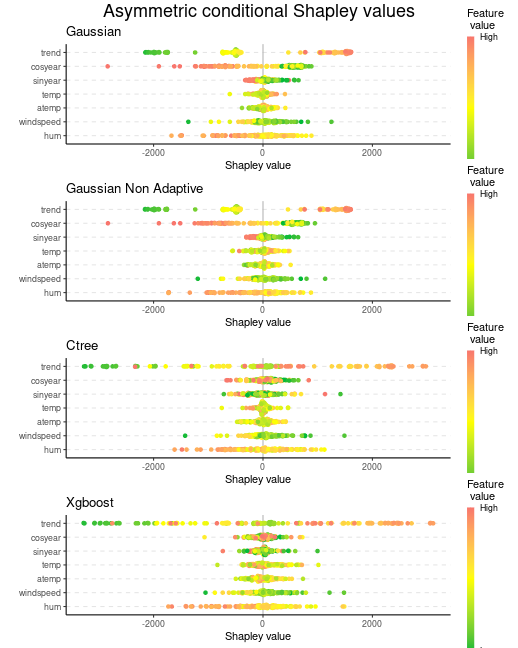 Asymmetric conditional Shapley values
Gaussian
trend
cosyear
sinyear
temp
atemp
windspeed
hum
-2000 0 2000
Shapley value
Feature
value
High
Gaussian Non Adaptive
trend
cosyear
sinyear
temp
atemp
windspeed
hum
-2000 0 2000
Shapley value
Feature
value
High
Ctree
trend
cosyear
sinyear
temp
atemp
windspeed
hum
-2000 0 2000
Shapley value
Feature
value
High
Xgboost
trend
cosyear
sinyear
temp
atemp
windspeed
hum
-2000 0 2000
Shapley value
Feature
value
High